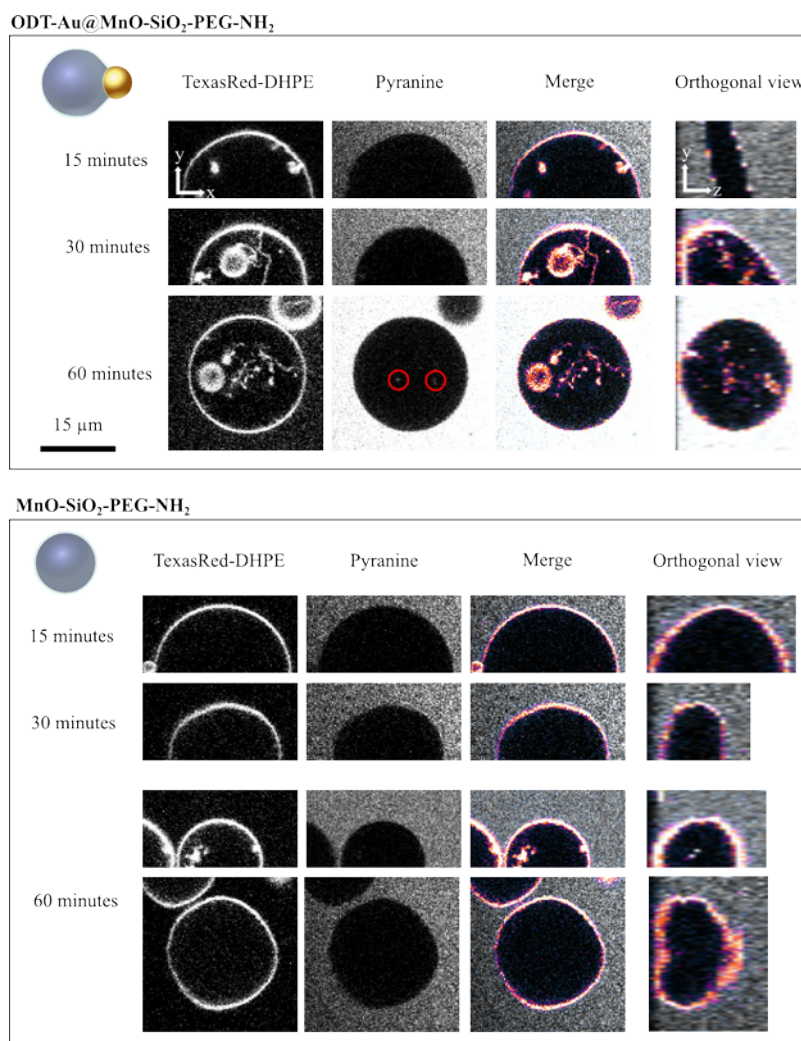 ODT-Au@MnO-SiO₂-PEG-NH₂
TexasRed-DHPE Pyranine Merge Orthogonal view
15 minutes
y
x
y
z
30 minutes
60 minutes
15 µm
MnO-SiO₂-PEG-NH₂
TexasRed-DHPE Pyranine Merge Orthogonal view
15 minutes
30 minutes
60 minutes